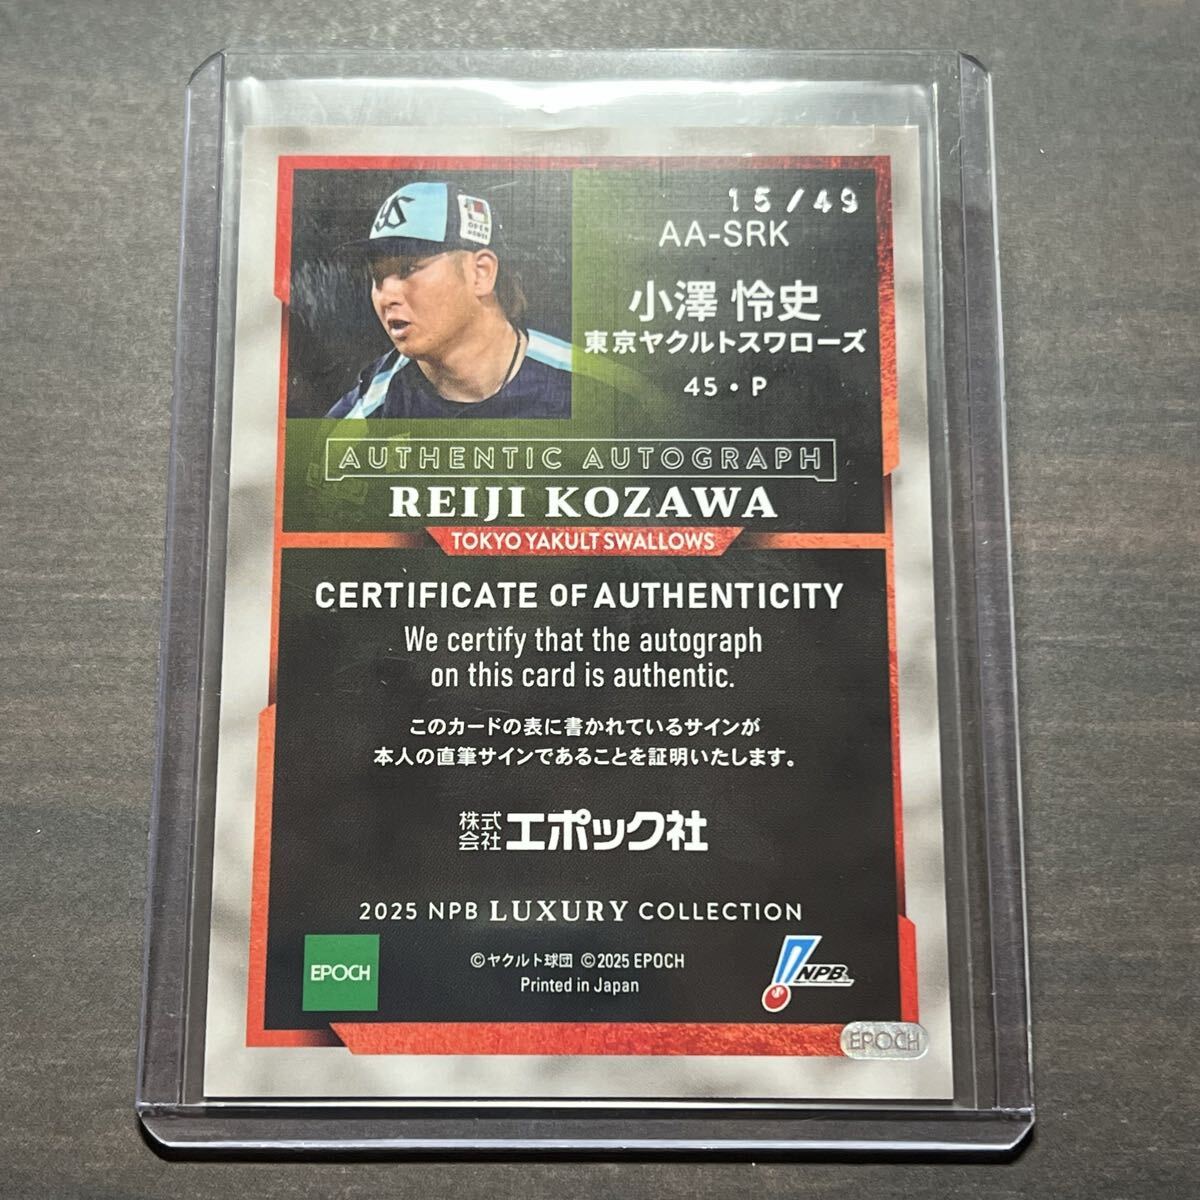 15/49
AA-SRK
小澤 怜史
東京ヤクルトスワローズ
45・P
OPEN HOUSE
AUTHENTIC AUTOGRAPH
REIJI KOZAWA
TOKYO YAKULT SWALLOWS
CERTIFICATE OF AUTHENTICITY
We certify that the autograph
on this card is authentic.
このカードの表に書かれているサインが
本人の直筆サインであることを証明いたします。
株式会社エポック社
2025 NPB LUXURY COLLECTION
EPOCH
©ヤクルト球団 ©2025 EPOCH
Printed in Japan
NPB
EPOCH